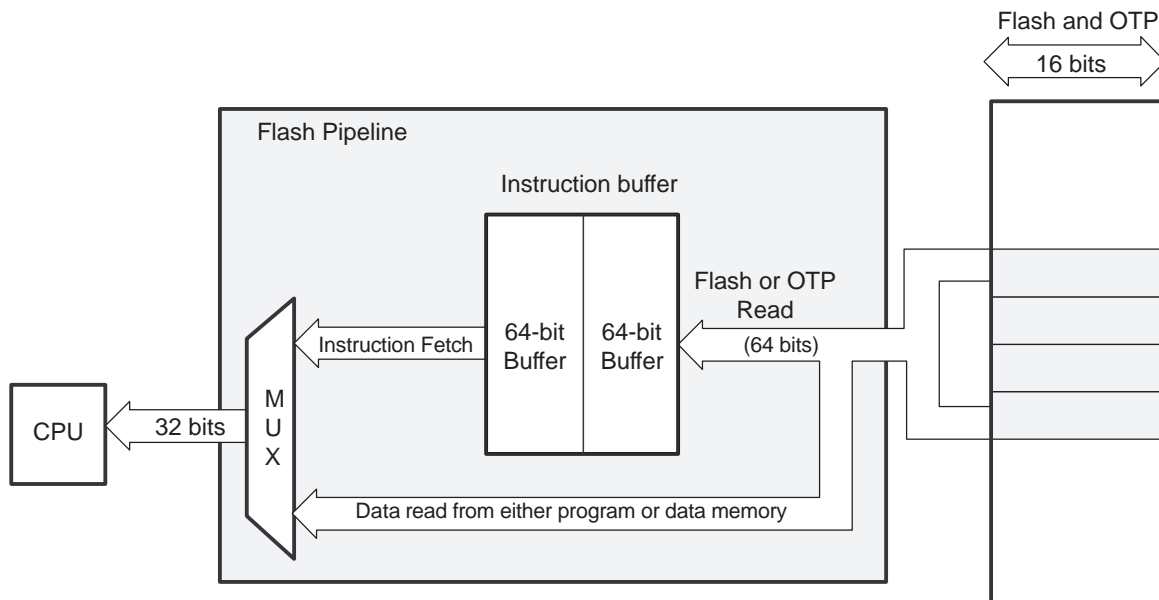 Flash and OTP
16 bits
Flash Pipeline
Instruction buffer
Flash or OTP
Read
(64 bits)
64-bit
Buffer
64-bit
Buffer
Instruction Fetch
M
U
X
CPU
32 bits
Data read from either program or data memory